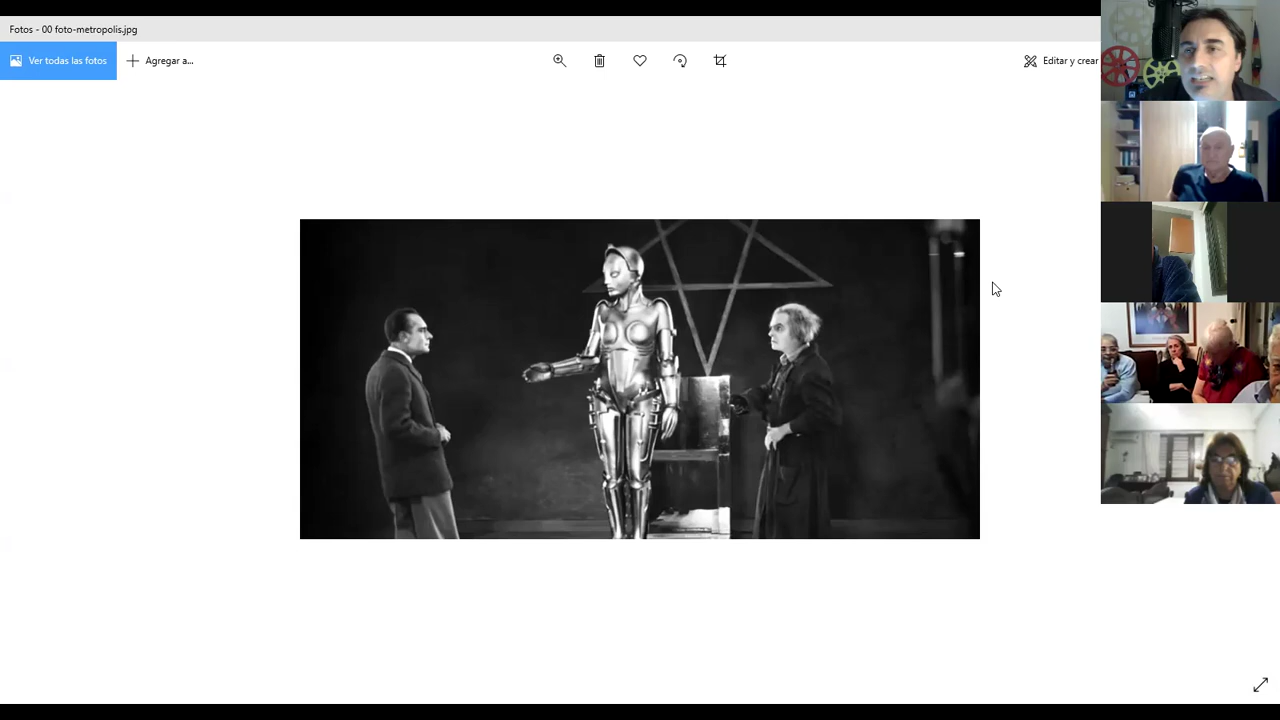 Fotos - 00 foto-metropolis.jpg
Ver todas las fotos
Agregar a...
Editar y crear